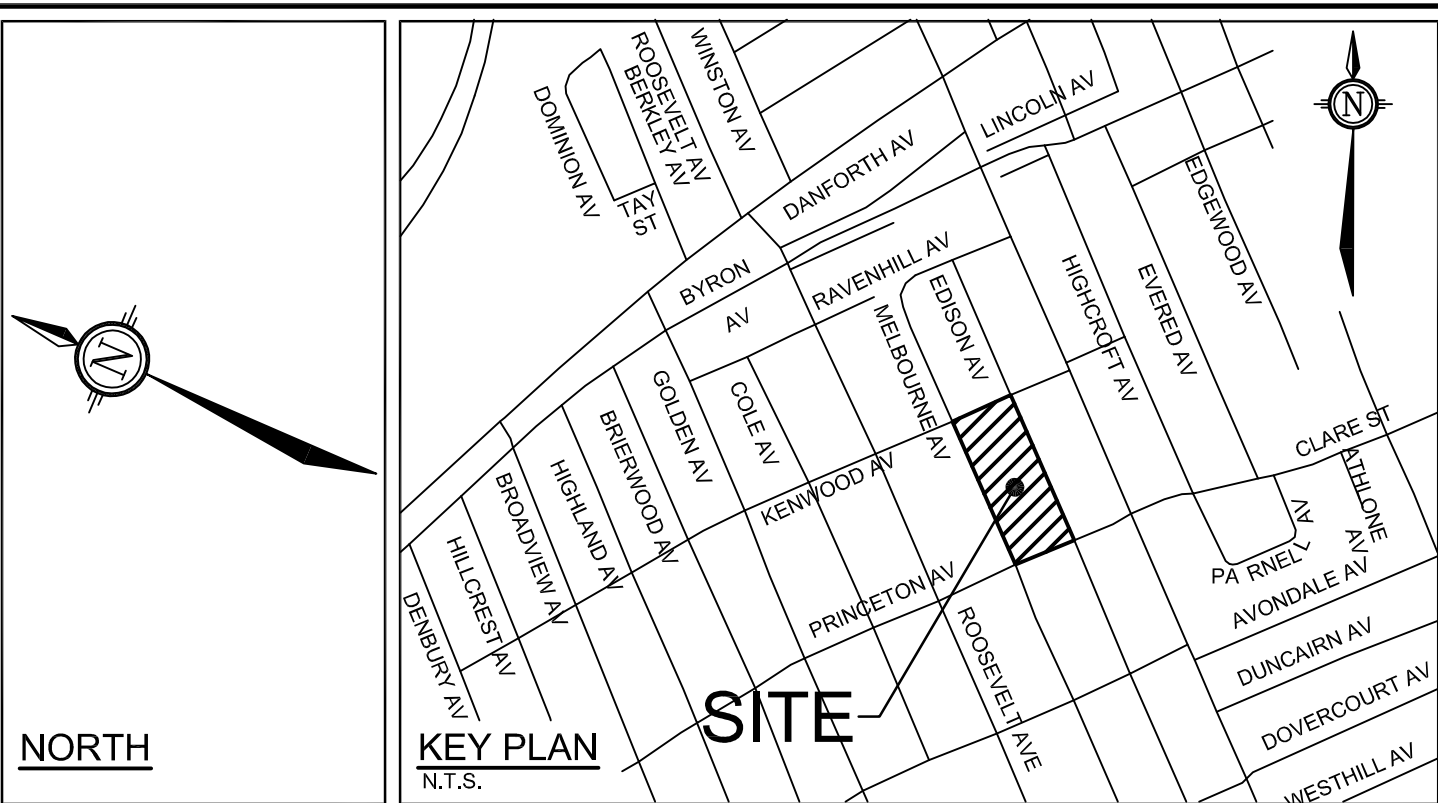 N
NORTH
KEY PLAN
N.T.S.
SITE
N
WINSTON AV
ROOSEVELT AV
BERKLEY AV
DOMINION AV
TAY
ST
LINCOLN AV
DANFORTH AV
EDGEWOOD AV
BYRON
AV
RAVENHILL AV
EDISON AV
HIGHCROFT AV
EVERED AV
MELBOURNE AV
GOLDEN AV
COLE AV
BRIERWOOD AV
HIGHLAND AV
BROADVIEW AV
HILLCREST AV
DENBURY AV
KENWOOD AV
CLARE ST
ATHLONE
AV
PARNELL
AV
PRINCETON AV
ROOSEVELT AVE
AVONDALE AV
DUNCAIRN AV
DOVERCOURT AV
WESTHILL AV